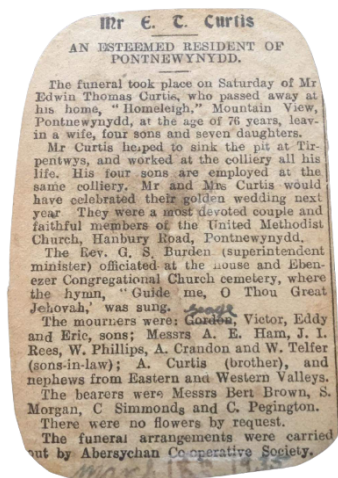 Mr E. T. Curtis
AN ESTEEMED RESIDENT OF
PONTNEWYNYDD.
The funeral took place on Saturday of Mr
Edwin Thomas Curtis, who passed away at
his home, "Homeleigh," Mountain View,
Pontnewynydd, at the age of 76 years, leav-
in a wife, four sons and seven daughters.
Mr Curtis helped to sink the pit at Tir-
pentwys, and worked at the colliery all his
life. His four sons are employed at the
same colliery. Mr and Mrs Curtis would
have celebrated their golden wedding next
year They were a most devoted couple and
faithful members of the United Methodist
Church, Hanbury Road, Pontnewynydd.
The Rev. G. S. Burden (superintendent
minister) officiated at the house and Eben-
ezer Congregational Church cemetery, where
the hymn, "Guide me, O Thou Great
Jehovah,' was sung.
The mourners were: Gordon, Victor, Eddy
and Eric, sons; Messrs A. E. Ham, J. I.
Rees, W. Phillips, A. Crandon and W. Telfer
(sons-in-law); A. Curtis (brother), and
nephews from Eastern and Western Valleys.
The bearers were Messrs Bert Brown, S.
Morgan, C Simmonds and C. Pegington.
There were no flowers by request.
The funeral arrangements were carried
out by Abersychan Co-operative Society.